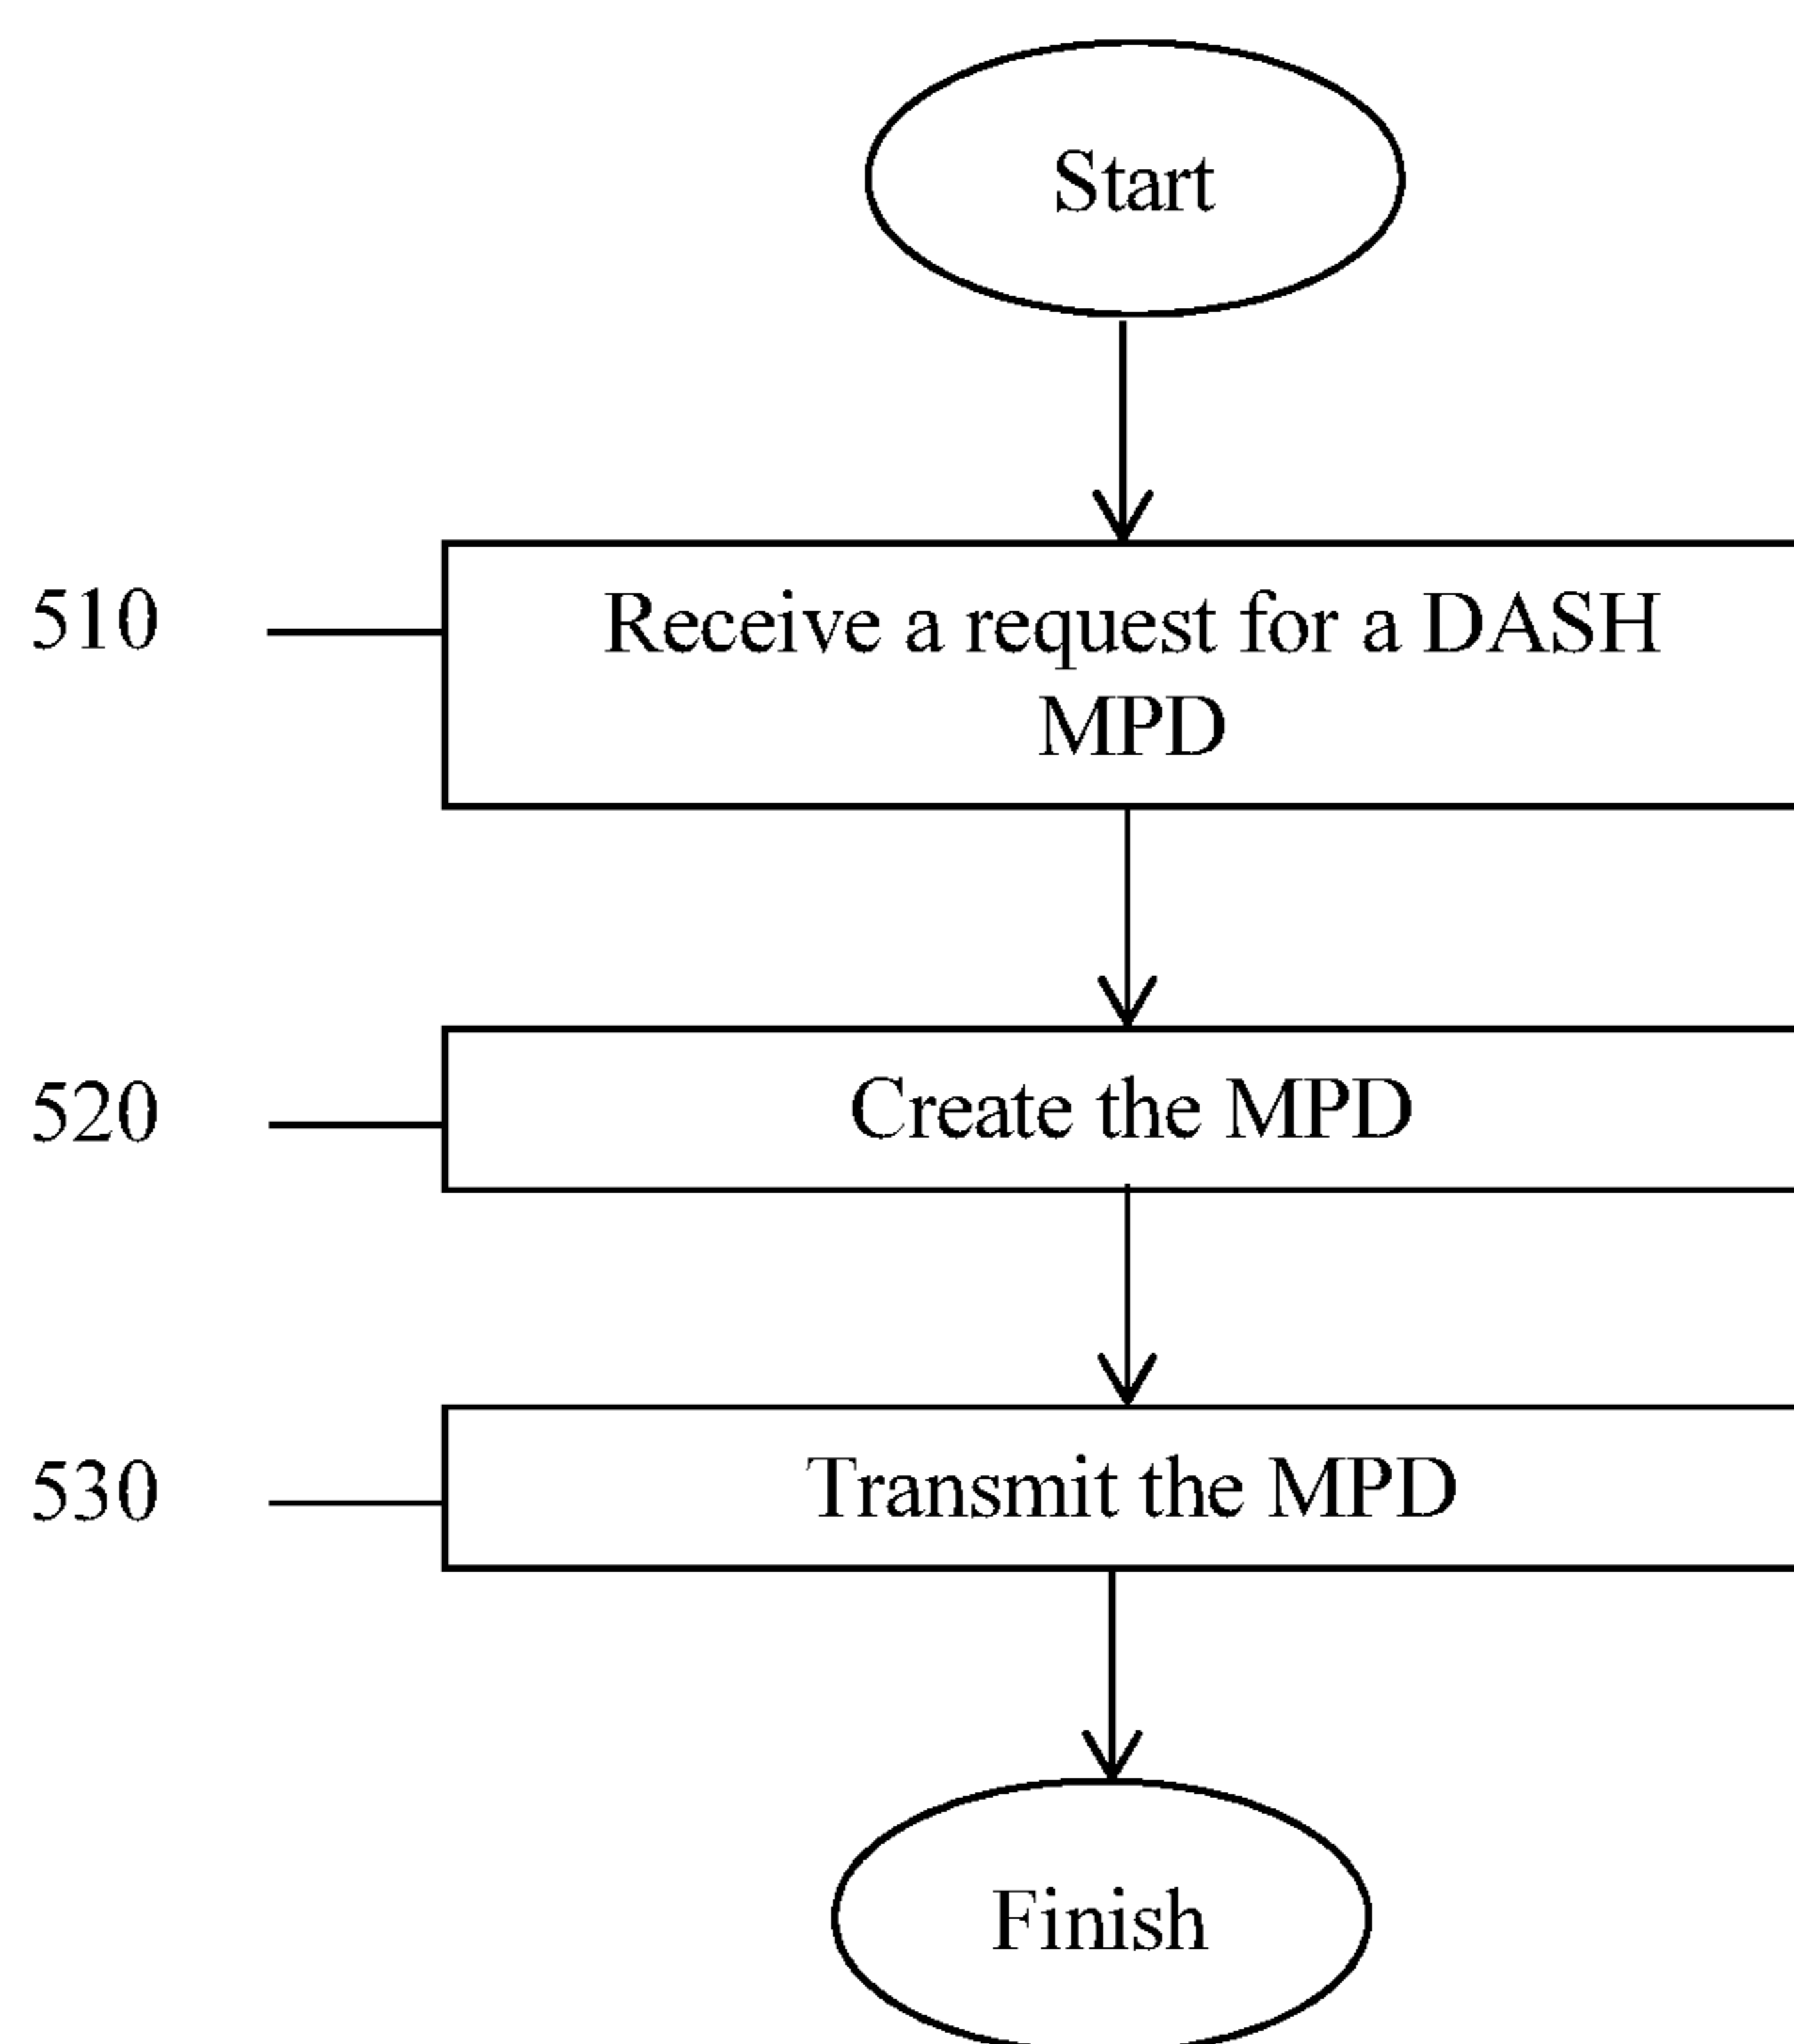 Start
510
Receive a request for a DASH
MPD
520
Create the MPD
530
Transmit the MPD
Finish